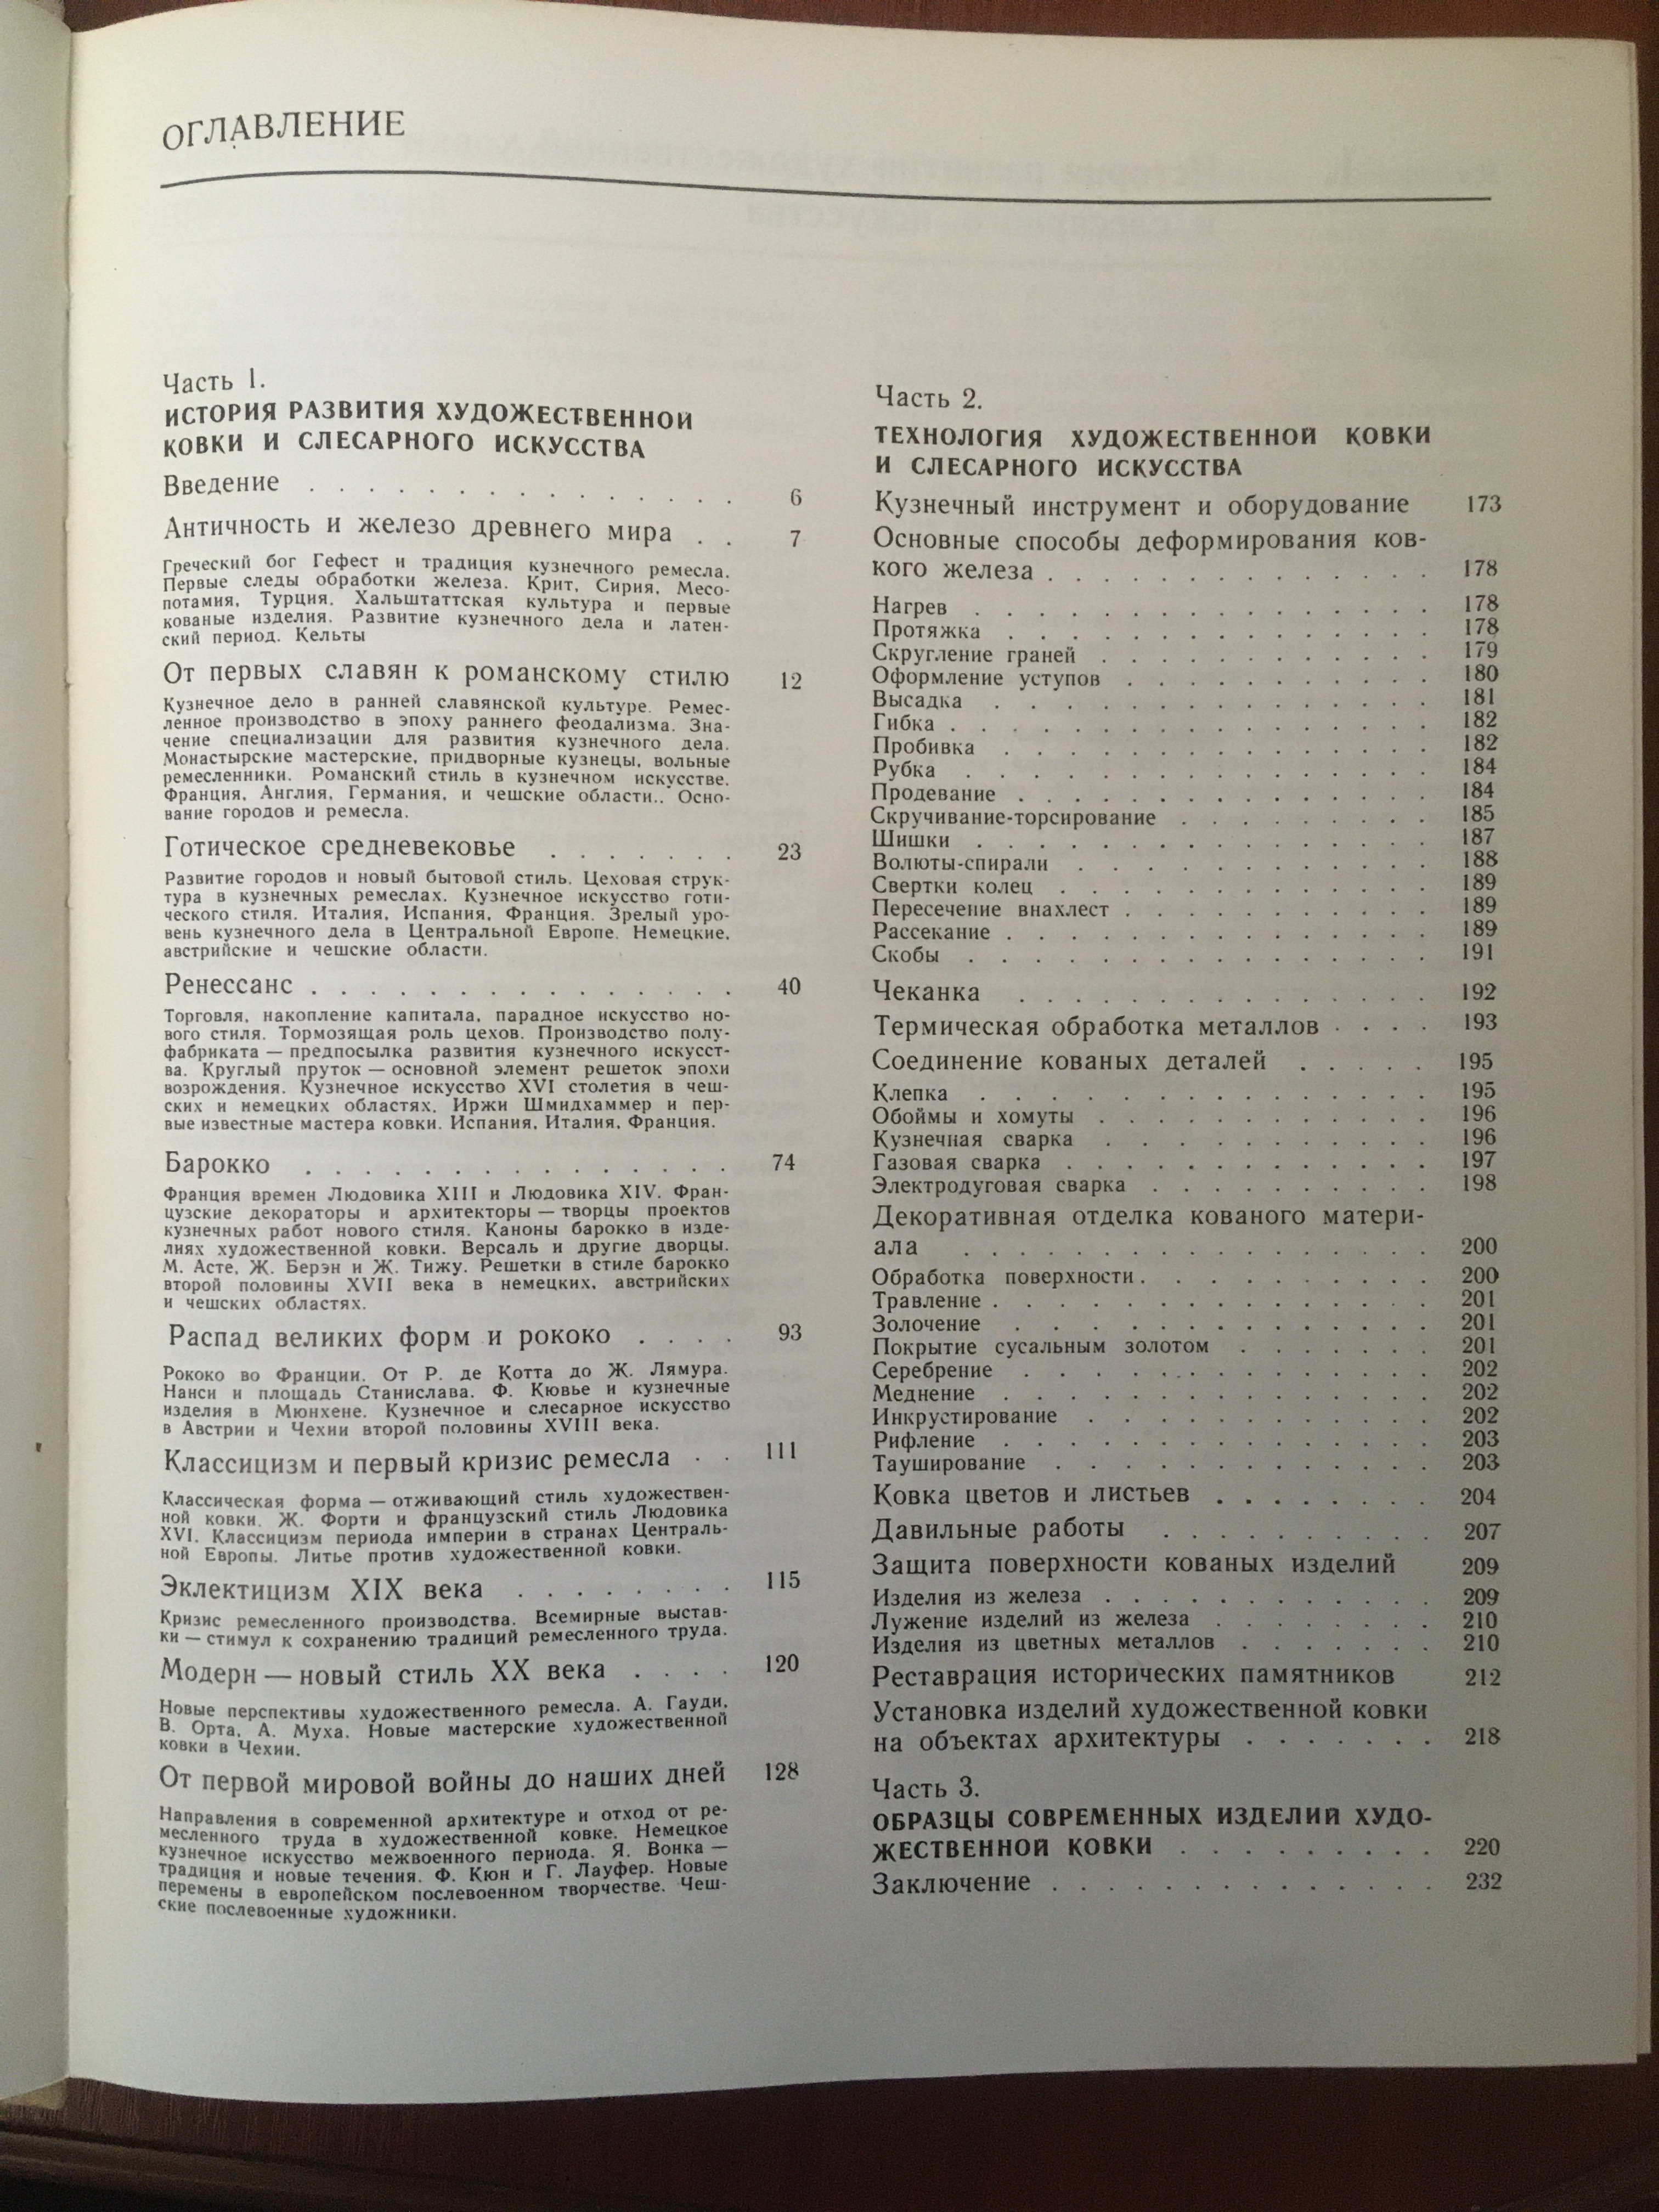 ОГЛАВЛЕНИЕ
Часть 1.
ИСТОРИЯ РАЗВИТИЯ ХУДОЖЕСТВЕННОЙ
КОВКИ И СЛЕСАРНОГО ИСКУССТВА
Введение . . . . . . . . . . . . . . . 6
Античность и железо древнего мира . . 7
Греческий бог Гефест и традиция кузнечного ремесла.
Первые следы обработки железа. Крит, Сирия, Месо-
потамия, Турция. Хальштаттская культура и первые
кованые изделия. Развитие кузнечного дела и латен-
ский период. Кельты
От первых славян к романскому стилю 12
Кузнечное дело в ранней славянской культуре. Ремес-
ленное производство в эпоху раннего феодализма. Зна-
чение специализации для развития кузнечного дела.
Монастырские мастерские, придворные кузнецы, вольные
ремесленники. Романский стиль в кузнечном искусстве.
Франция, Англия, Германия, и чешские области.. Осно-
вание городов и ремесла.
Готическое средневековье . . . . . . . 23
Развитие городов и новый бытовой стиль. Цеховая струк-
тура в кузнечных ремеслах. Кузнечное искусство готи-
ческого стиля. Италия, Испания, Франция. Зрелый уро-
вень кузнечного дела в Центральной Европе. Немецкие,
австрийские и чешские области.
Ренессанс . . . . . . . . . . . . . . . 40
Торговля, накопление капитала, парадное искусство но-
вого стиля. Тормозящая роль цехов. Производство полу-
фабриката — предпосылка развития кузнечного искусст-
ва. Круглый пруток — основной элемент решеток эпохи
возрождения. Кузнечное искусство XVI столетия в чеш-
ских и немецких областях. Иржи Шмидхаммер и пер-
вые известные мастера ковки. Испания, Италия, Франция.
Барокко . . . . . . . . . . . . . . . 74
Франция времен Людовика XIII и Людовика XIV. Фран-
цузские декораторы и архитекторы — творцы проектов
кузнечных работ нового стиля. Каноны барокко в изде-
лиях художественной ковки. Версаль и другие дворцы.
М. Асте, Ж. Берэн и Ж. Тижу. Решетки в стиле барокко
второй половины XVII века в немецких, австрийских
и чешских областях.
Распад великих форм и рококо . . . . 93
Рококо во Франции. От Р. де Котта до Ж. Лямура.
Нанси и площадь Станислава. Ф. Кювье и кузнечные
изделия в Мюнхене. Кузнечное и слесарное искусство
в Австрии и Чехии второй половины XVIII века.
Классицизм и первый кризис ремесла . . 111
Классическая форма — отживающий стиль художествен-
ной ковки. Ж. Форти и французский стиль Людовика
XVI. Классицизм периода империи в странах Централь-
ной Европы. Литье против художественной ковки.
Эклектицизм XIX века . . . . . . . . 115
Кризис ремесленного производства. Всемирные выстав-
ки — стимул к сохранению традиций ремесленного труда.
Модерн — новый стиль XX века . . . . 120
Новые перспективы художественного ремесла. А. Гауди,
В. Орта, А. Муха. Новые мастерские художественной
ковки в Чехии.
От первой мировой войны до наших дней 128
Направления в современной архитектуре и отход от ре-
месленного труда в художественной ковке. Немецкое
кузнечное искусство межвоенного периода. Я. Вонка —
традиция и новые течения. Ф. Кюн и Г. Лауфер. Новые
перемены в европейском послевоенном творчестве. Чеш-
ские послевоенные художники.
Часть 2.
ТЕХНОЛОГИЯ ХУДОЖЕСТВЕННОЙ КОВКИ
И СЛЕСАРНОГО ИСКУССТВА
Кузнечный инструмент и оборудование 173
Основные способы деформирования ков-
кого железа . . . . . . . . . . . . . . 178
Нагрев . . . . . . . . . . . . . . . 178
Протяжка . . . . . . . . . . . . . . 178
Скругление граней . . . . . . . . . . . 179
Оформление уступов . . . . . . . . . . 180
Высадка . . . . . . . . . . . . . . 181
Гибка . . . . . . . . . . . . . . . 182
Пробивка . . . . . . . . . . . . . . 182
Рубка . . . . . . . . . . . . . . . 184
Продевание . . . . . . . . . . . . . 184
Скручивание-торсирование . . . . . . . . 185
Шишки . . . . . . . . . . . . . . . 187
Волюты-спирали . . . . . . . . . . . 188
Свертки колец . . . . . . . . . . . . 189
Пересечение внахлест . . . . . . . . . . 189
Рассекание . . . . . . . . . . . . . . 189
Скобы . . . . . . . . . . . . . . . 191
Чеканка . . . . . . . . . . . . . . . 192
Термическая обработка металлов . . . . 193
Соединение кованых деталей . . . . . 195
Клепка . . . . . . . . . . . . . . . 195
Обоймы и хомуты . . . . . . . . . . . 196
Кузнечная сварка . . . . . . . . . . . 196
Газовая сварка . . . . . . . . . . . . 197
Электродуговая сварка . . . . . . . . . 198
Декоративная отделка кованого матери-
ала . . . . . . . . . . . . . . . . . 200
Обработка поверхности . . . . . . . . . 200
Травление . . . . . . . . . . . . . . 201
Золочение . . . . . . . . . . . . . . 201
Покрытие сусальным золотом . . . . . . 201
Серебрение . . . . . . . . . . . . . 202
Меднение . . . . . . . . . . . . . . 202
Инкрустирование . . . . . . . . . . . 202
Рифление . . . . . . . . . . . . . . 203
Тауширование . . . . . . . . . . . . 203
Ковка цветов и листьев . . . . . . . . 204
Давильные работы . . . . . . . . . . 207
Защита поверхности кованых изделий 209
Изделия из железа . . . . . . . . . . . 209
Лужение изделий из железа . . . . . . . 210
Изделия из цветных металлов . . . . . . 210
Реставрация исторических памятников 212
Установка изделий художественной ковки
на объектах архитектуры . . . . . . . 218
Часть 3.
ОБРАЗЦЫ СОВРЕМЕННЫХ ИЗДЕЛИЙ ХУДО-
ЖЕСТВЕННОЙ КОВКИ . . . . . . . . . 220
Заключение . . . . . . . . . . . . . . 232